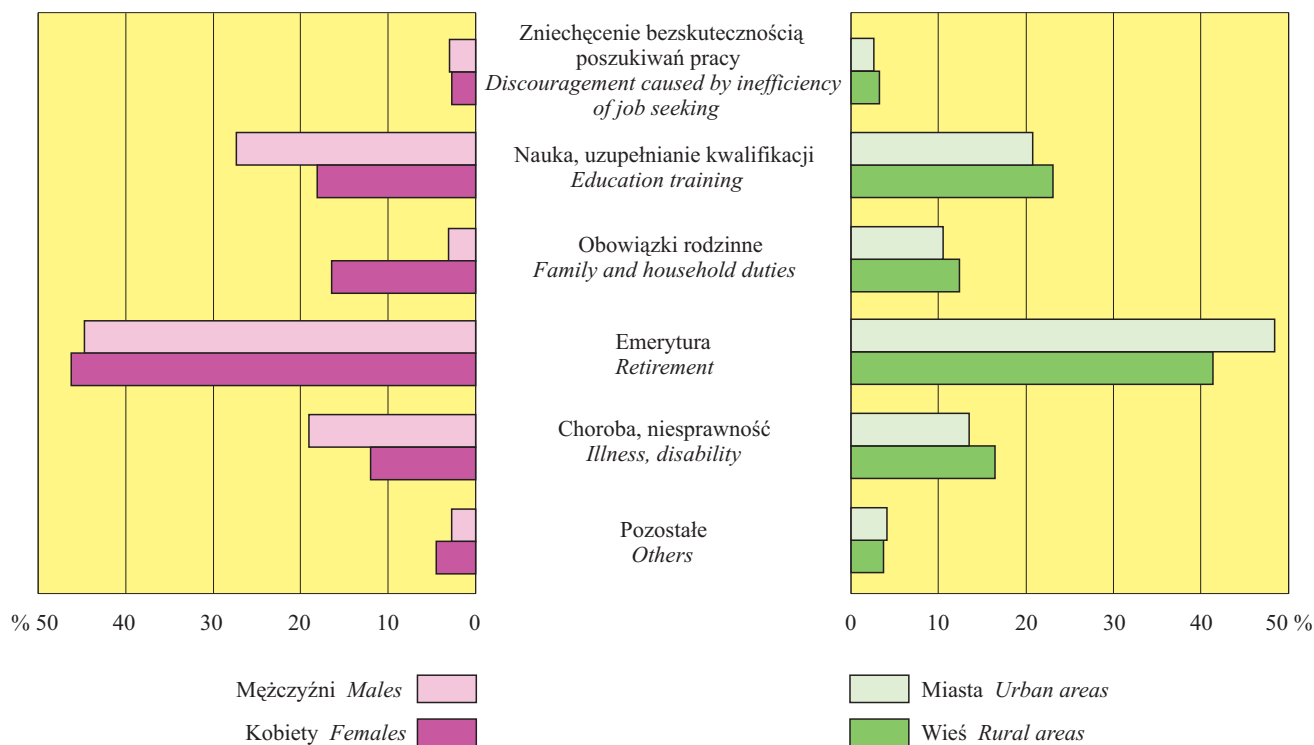 Zniechęcenie bezskutecznością
poszukiwań pracy
Discouragement caused by inefficiency
of job seeking
Nauka, uzupełnianie kwalifikacji
Education training
Obowiązki rodzinne
Family and household duties
Emerytura
Retirement
Choroba, niesprawność
Illness, disability
Pozostałe
Others
% 50 40 30 20 10 0
0 10 20 30 40 50 %
Mężczyźni Males
Kobiety Females
Miasta Urban areas
Wieś Rural areas